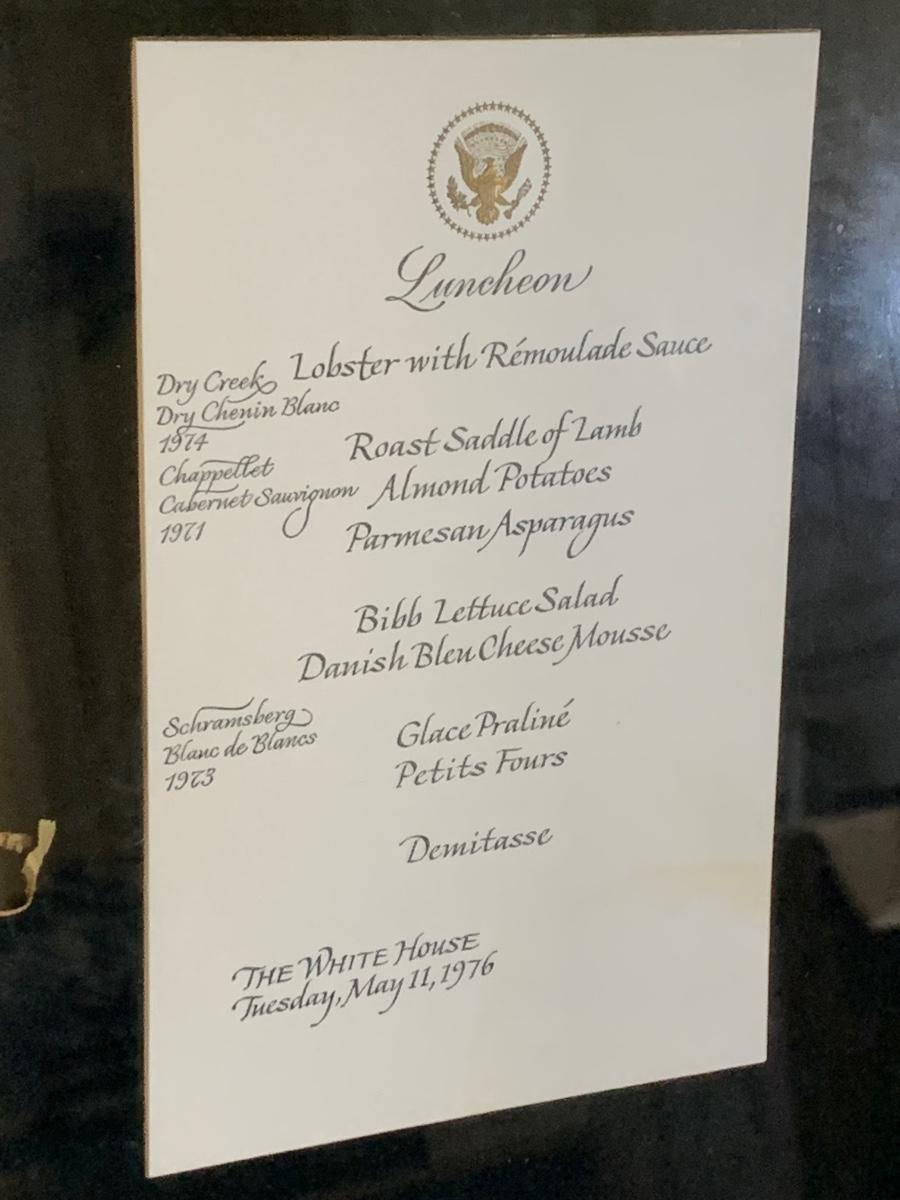 Luncheon
Lobster with Rémoulade Sauce
Dry Creek
Dry Chenin Blanc
1974
Roast Saddle of Lamb
Chappellet
Almond Potatoes
Cabernet Sauvignon
Parmesan Asparagus
1971
Bibb Lettuce Salad
Danish Bleu Cheese Mousse
Schramsberg
Glace Praliné
Blanc de Blancs
Petits Fours
1973
Demitasse
THE WHITE HOUSE
Tuesday, May 11, 1976